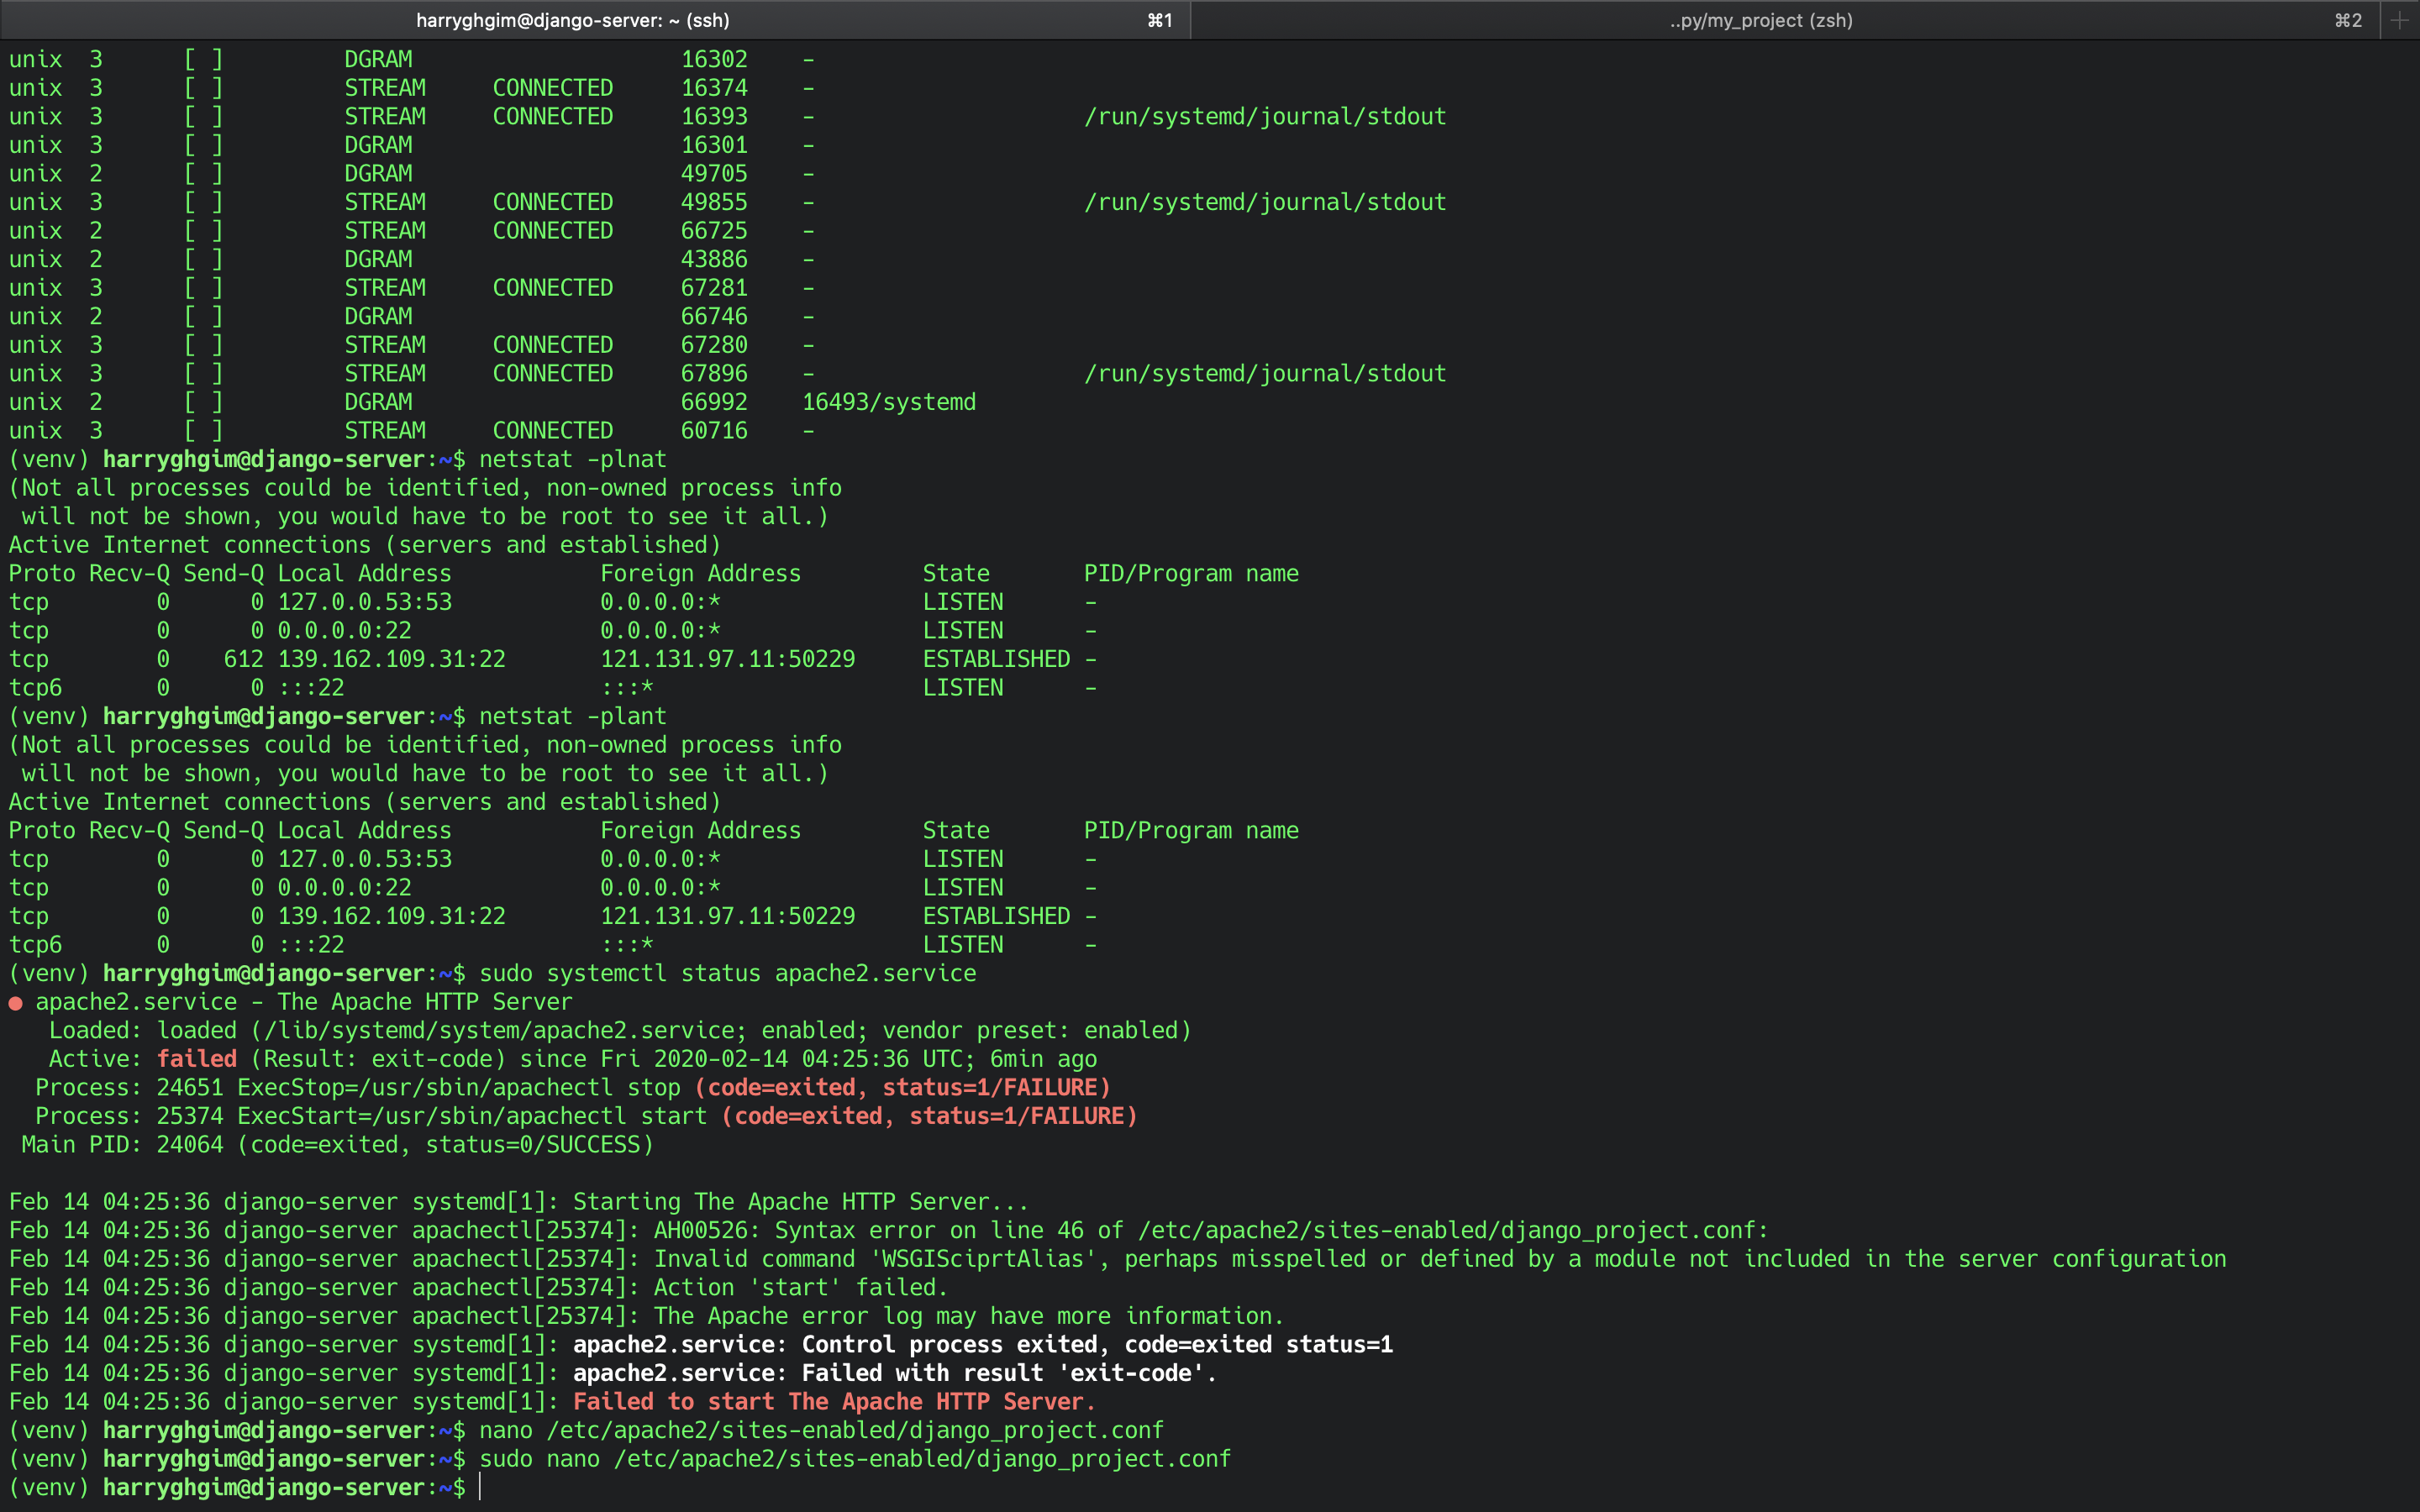 harryghgim@django-server: ~ (ssh) ⌘1 ..py/my_project (zsh) ⌘2 +
unix  3      [ ]         DGRAM                    16302    -
unix  3      [ ]         STREAM     CONNECTED     16374    -
unix  3      [ ]         STREAM     CONNECTED     16393    -                    /run/systemd/journal/stdout
unix  3      [ ]         DGRAM                    16301    -
unix  2      [ ]         DGRAM                    49705    -
unix  3      [ ]         STREAM     CONNECTED     49855    -                    /run/systemd/journal/stdout
unix  2      [ ]         STREAM     CONNECTED     66725    -
unix  2      [ ]         DGRAM                    43886    -
unix  3      [ ]         STREAM     CONNECTED     67281    -
unix  2      [ ]         DGRAM                    66746    -
unix  3      [ ]         STREAM     CONNECTED     67280    -
unix  3      [ ]         STREAM     CONNECTED     67896    -                    /run/systemd/journal/stdout
unix  2      [ ]         DGRAM                    66992    16493/systemd
unix  3      [ ]         STREAM     CONNECTED     60716    -
(venv) harryghgim@django-server:~$ netstat -plnat
(Not all processes could be identified, non-owned process info
 will not be shown, you would have to be root to see it all.)
Active Internet connections (servers and established)
Proto Recv-Q Send-Q Local Address           Foreign Address         State       PID/Program name
tcp        0      0 127.0.0.53:53           0.0.0.0:*               LISTEN      -
tcp        0      0 0.0.0.0:22              0.0.0.0:*               LISTEN      -
tcp        0    612 139.162.109.31:22       121.131.97.11:50229     ESTABLISHED -
tcp6       0      0 :::22                   :::*                    LISTEN      -
(venv) harryghgim@django-server:~$ netstat -plant
(Not all processes could be identified, non-owned process info
 will not be shown, you would have to be root to see it all.)
Active Internet connections (servers and established)
Proto Recv-Q Send-Q Local Address           Foreign Address         State       PID/Program name
tcp        0      0 127.0.0.53:53           0.0.0.0:*               LISTEN      -
tcp        0      0 0.0.0.0:22              0.0.0.0:*               LISTEN      -
tcp        0      0 139.162.109.31:22       121.131.97.11:50229     ESTABLISHED -
tcp6       0      0 :::22                   :::*                    LISTEN      -
(venv) harryghgim@django-server:~$ sudo systemctl status apache2.service
● apache2.service - The Apache HTTP Server
   Loaded: loaded (/lib/systemd/system/apache2.service; enabled; vendor preset: enabled)
   Active: failed (Result: exit-code) since Fri 2020-02-14 04:25:36 UTC; 6min ago
  Process: 24651 ExecStop=/usr/sbin/apachectl stop (code=exited, status=1/FAILURE)
  Process: 25374 ExecStart=/usr/sbin/apachectl start (code=exited, status=1/FAILURE)
 Main PID: 24064 (code=exited, status=0/SUCCESS)
Feb 14 04:25:36 django-server systemd[1]: Starting The Apache HTTP Server...
Feb 14 04:25:36 django-server apachectl[25374]: AH00526: Syntax error on line 46 of /etc/apache2/sites-enabled/django_project.conf:
Feb 14 04:25:36 django-server apachectl[25374]: Invalid command 'WSGISciprtAlias', perhaps misspelled or defined by a module not included in the server configuration
Feb 14 04:25:36 django-server apachectl[25374]: Action 'start' failed.
Feb 14 04:25:36 django-server apachectl[25374]: The Apache error log may have more information.
Feb 14 04:25:36 django-server systemd[1]: apache2.service: Control process exited, code=exited status=1
Feb 14 04:25:36 django-server systemd[1]: apache2.service: Failed with result 'exit-code'.
Feb 14 04:25:36 django-server systemd[1]: Failed to start The Apache HTTP Server.
(venv) harryghgim@django-server:~$ nano /etc/apache2/sites-enabled/django_project.conf
(venv) harryghgim@django-server:~$ sudo nano /etc/apache2/sites-enabled/django_project.conf
(venv) harryghgim@django-server:~$